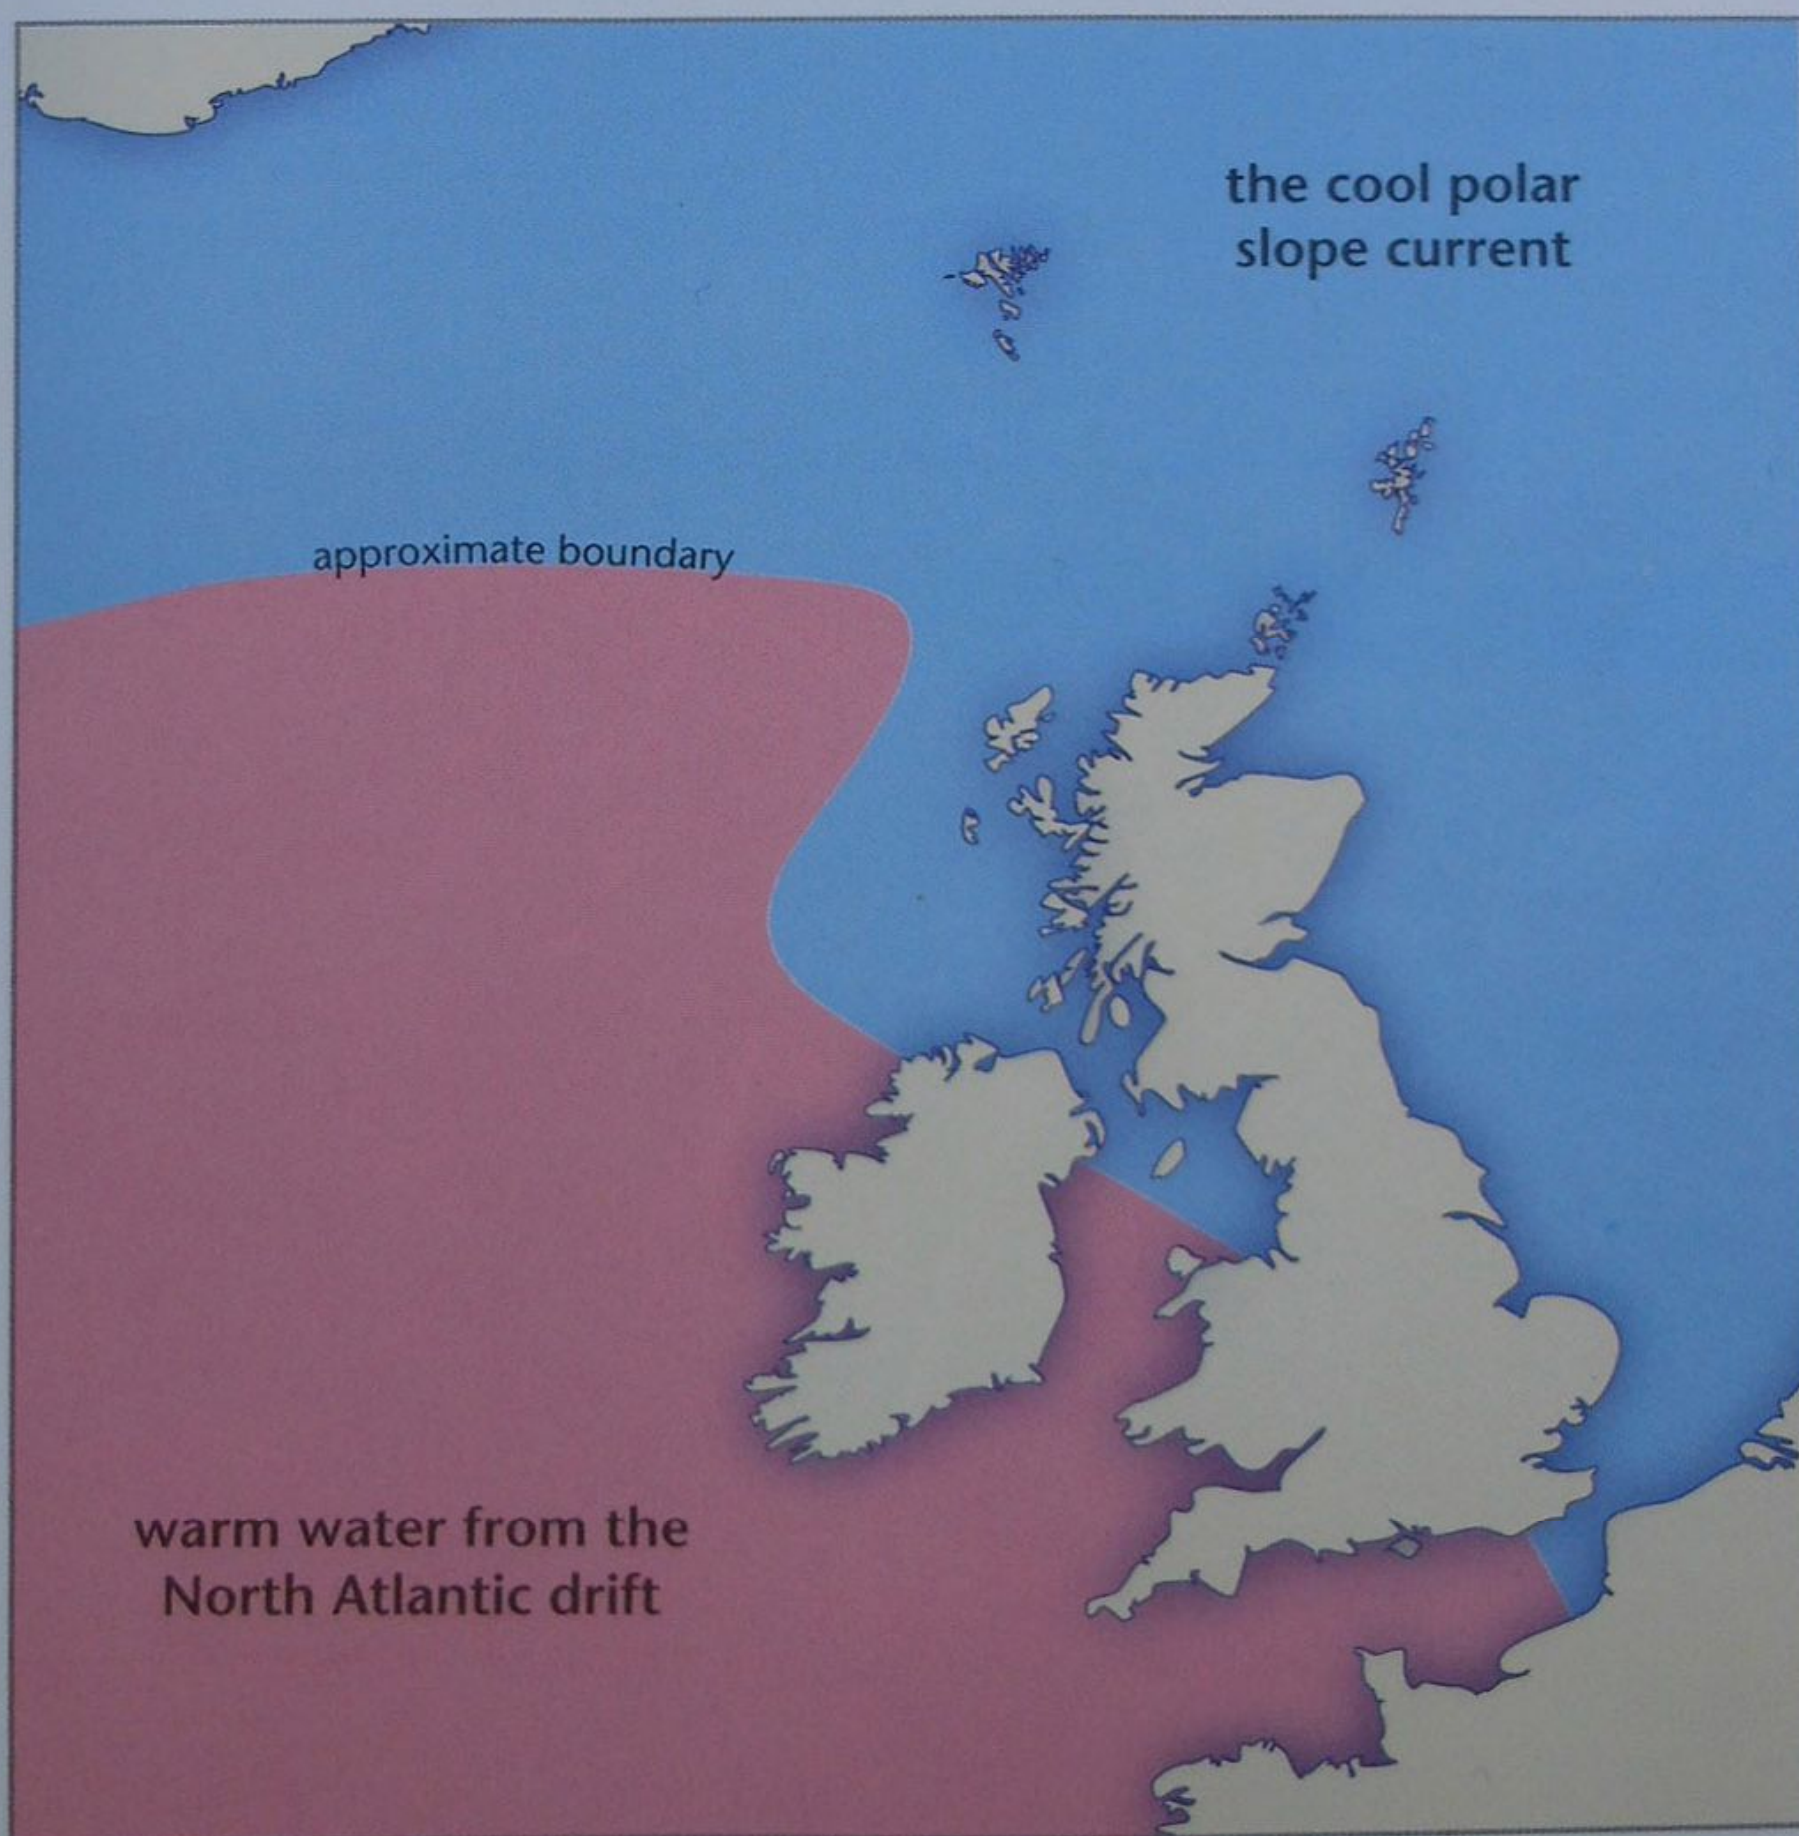 the cool polar
slope current
approximate boundary
warm water from the
North Atlantic drift